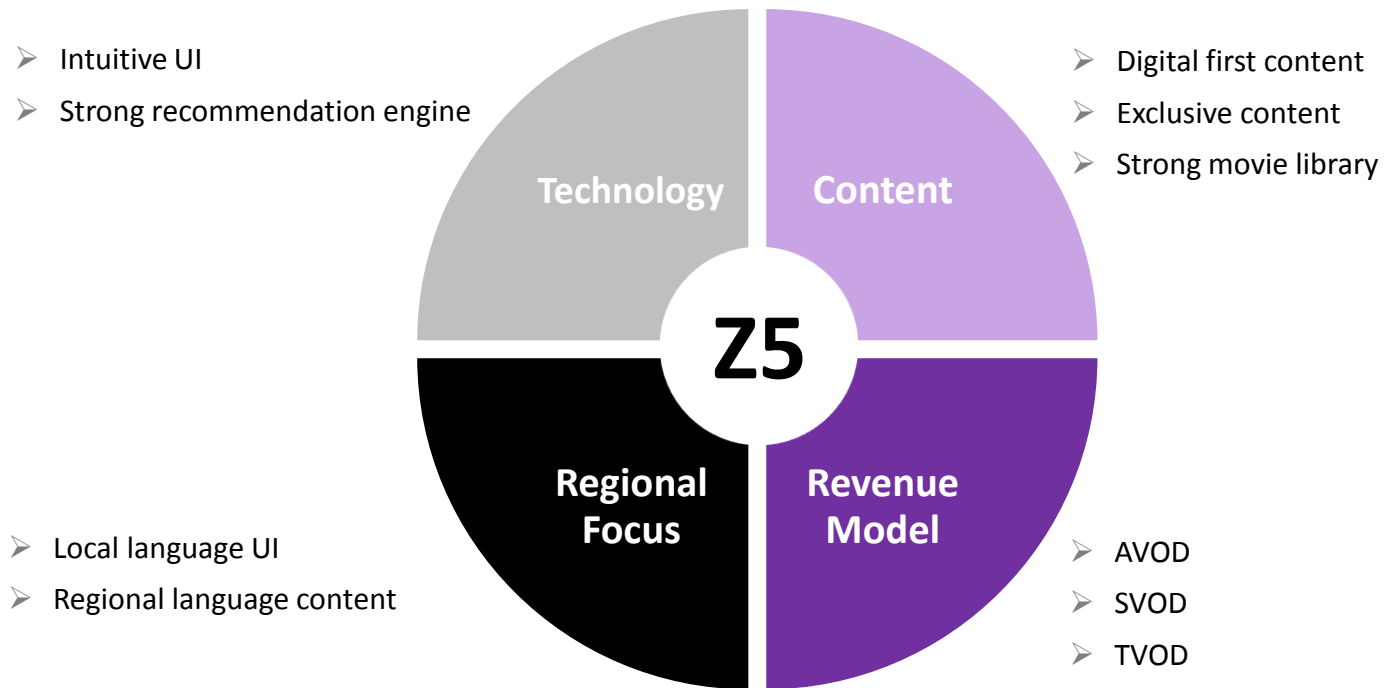 Intuitive UI
Strong recommendation engine
Technology
Content
Digital first content
Exclusive content
Strong movie library
Z5
Regional
Focus
Local language UI
Regional language content
Revenue
Model
AVOD
SVOD
TVOD